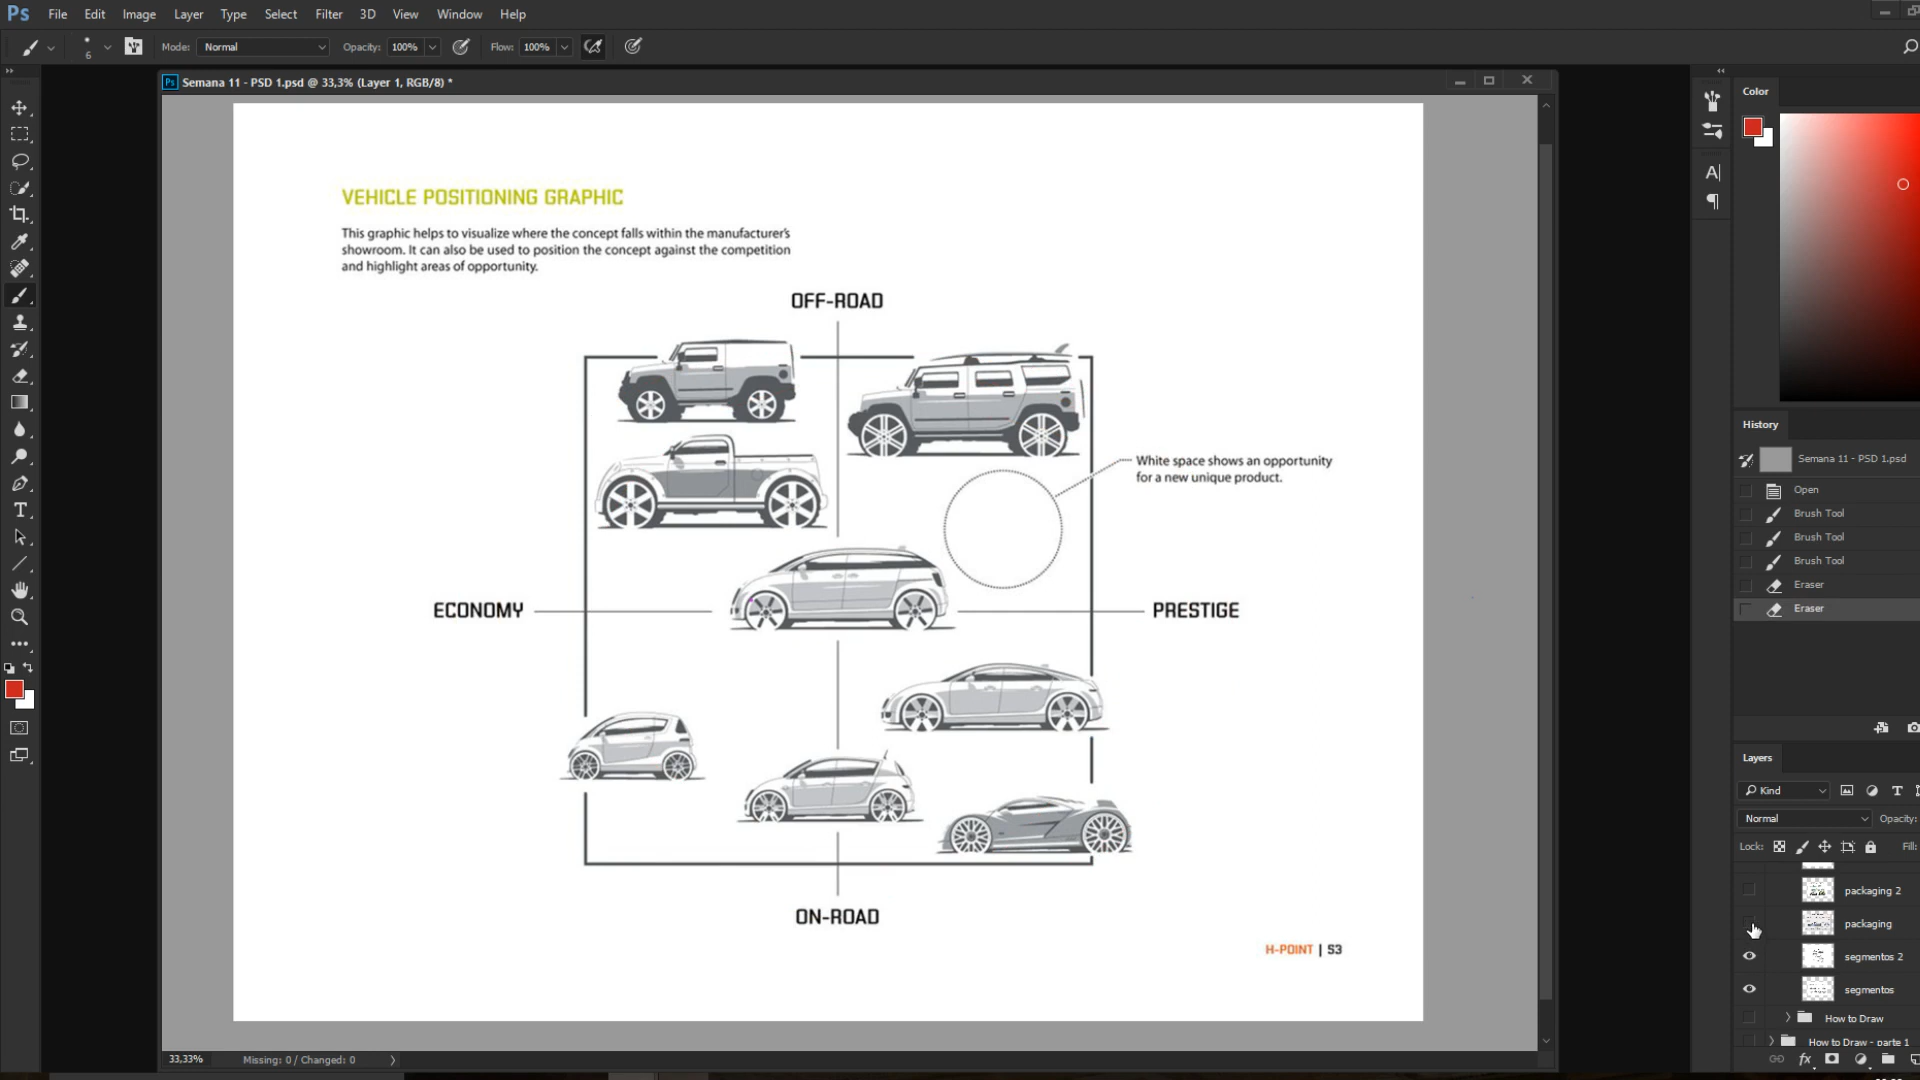 Ps File Edit Image Layer Type Select Filter 3D View Window Help
6 Mode: Normal Opacity: 100% Flow: 100%
Ps Semana 11 - PSD 1.psd @ 33,3% (Layer 1, RGB/8) *
VEHICLE POSITIONING GRAPHIC
This graphic helps to visualize where the concept falls within the manufacturer's
showroom. It can also be used to position the concept against the competition
and highlight areas of opportunity.
OFF-ROAD
White space shows an opportunity
for a new unique product.
ECONOMY
PRESTIGE
ON-ROAD
H-POINT | 53
33,33% Missing: 0 / Changed: 0
Color
History
Semana 11 - PSD 1.psd
Open
Brush Tool
Brush Tool
Brush Tool
Eraser
Eraser
Layers
Kind
Normal Opacity:
Lock: Fill:
packaging 2
packaging
segmentos 2
segmentos
How to Draw
How to Draw - parte 1
fx